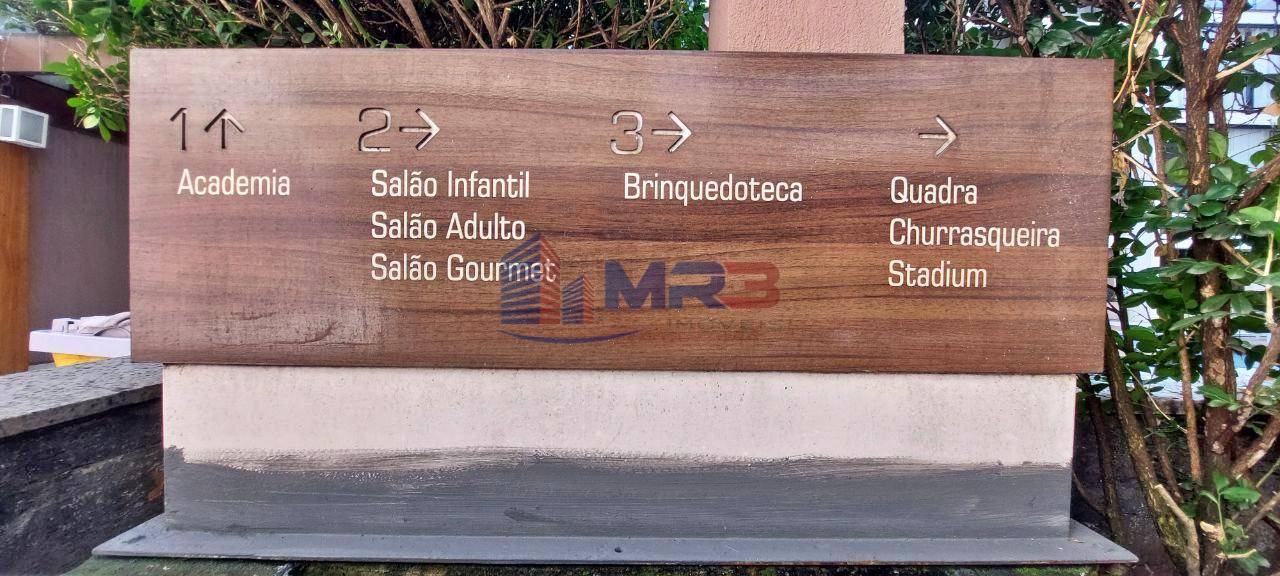 1↑
Academia
2→
Salão Infantil
Salão Adulto
Salão Gourmet
3→
Brinquedoteca
→
Quadra
Churrasqueira
Stadium
MR3